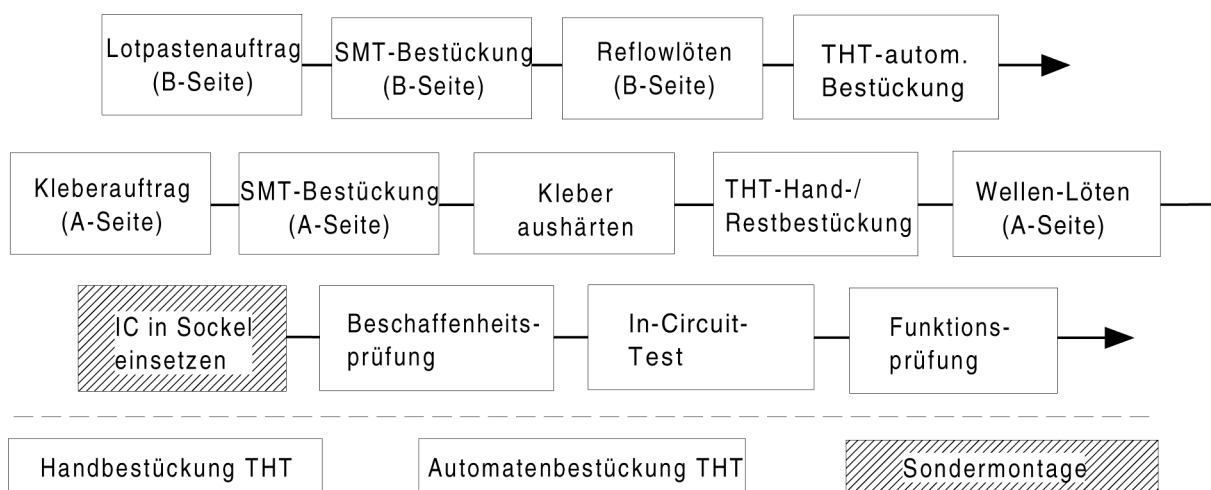 Lotpastenauftrag
(B-Seite)
SMT-Bestückung
(B-Seite)
Reflowlöten
(B-Seite)
THT-autom.
Bestückung
Kleberauftrag
(A-Seite)
SMT-Bestückung
(A-Seite)
Kleber
aushärten
THT-Hand-/
Restbestückung
Wellen-Löten
(A-Seite)
IC in Sockel
einsetzen
Beschaffenheits-
prüfung
In-Circuit-
Test
Funktions-
prüfung
Handbestückung THT
Automatenbestückung THT
Sondermontage